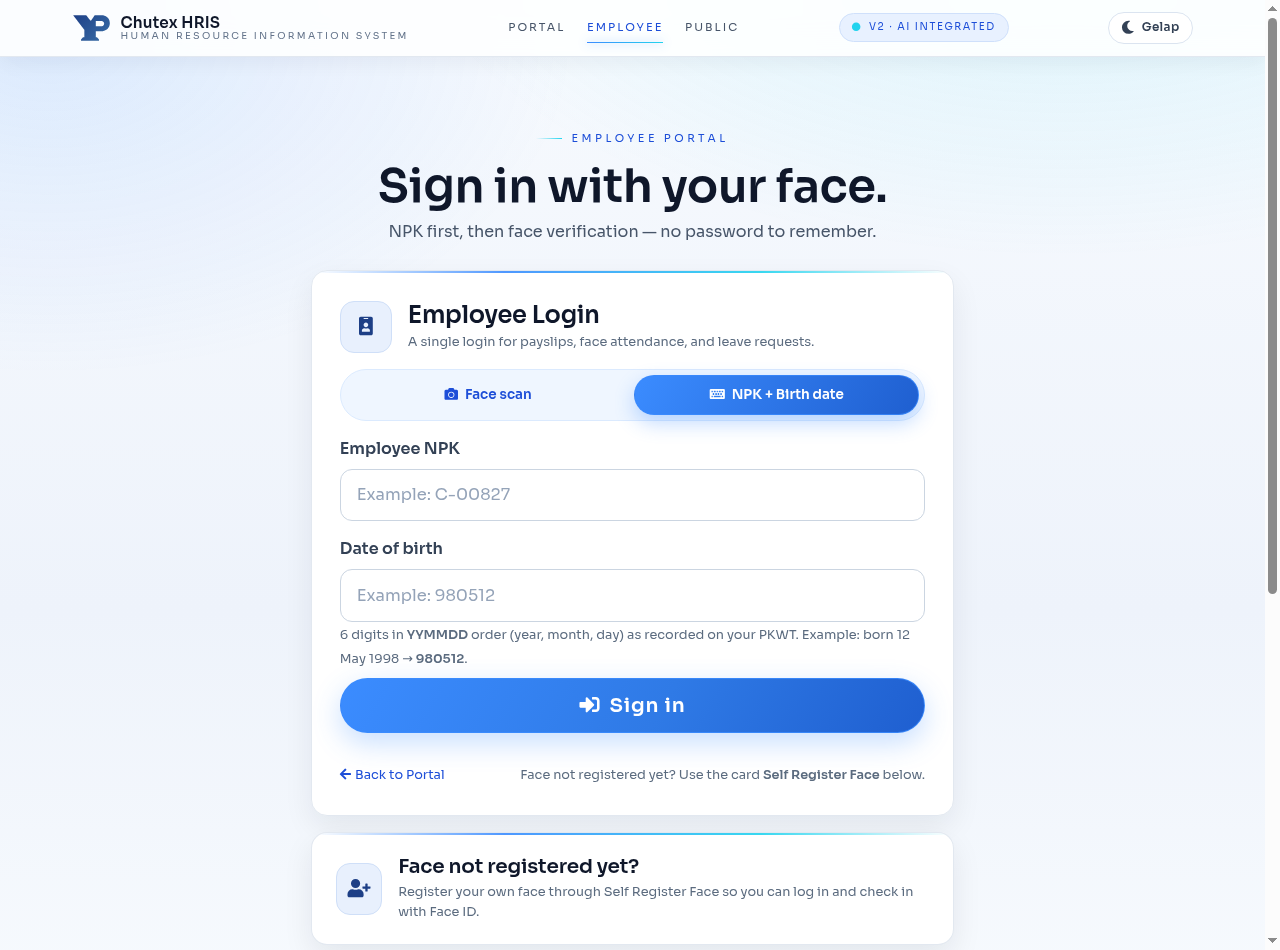 Chutex HRIS
HUMAN RESOURCE INFORMATION SYSTEM
PORTAL
EMPLOYEE
PUBLIC
V2 · AI INTEGRATED
Gelap
EMPLOYEE PORTAL
Sign in with your face.
NPK first, then face verification — no password to remember.
Employee Login
A single login for payslips, face attendance, and leave requests.
Face scan
NPK + Birth date
Employee NPK
Example: C-00827
Date of birth
Example: 980512
6 digits in YYMMDD order (year, month, day) as recorded on your PKWT. Example: born 12
May 1998 → 980512.
Sign in
Back to Portal
Face not registered yet? Use the card Self Register Face below.
Face not registered yet?
Register your own face through Self Register Face so you can log in and check in
with Face ID.